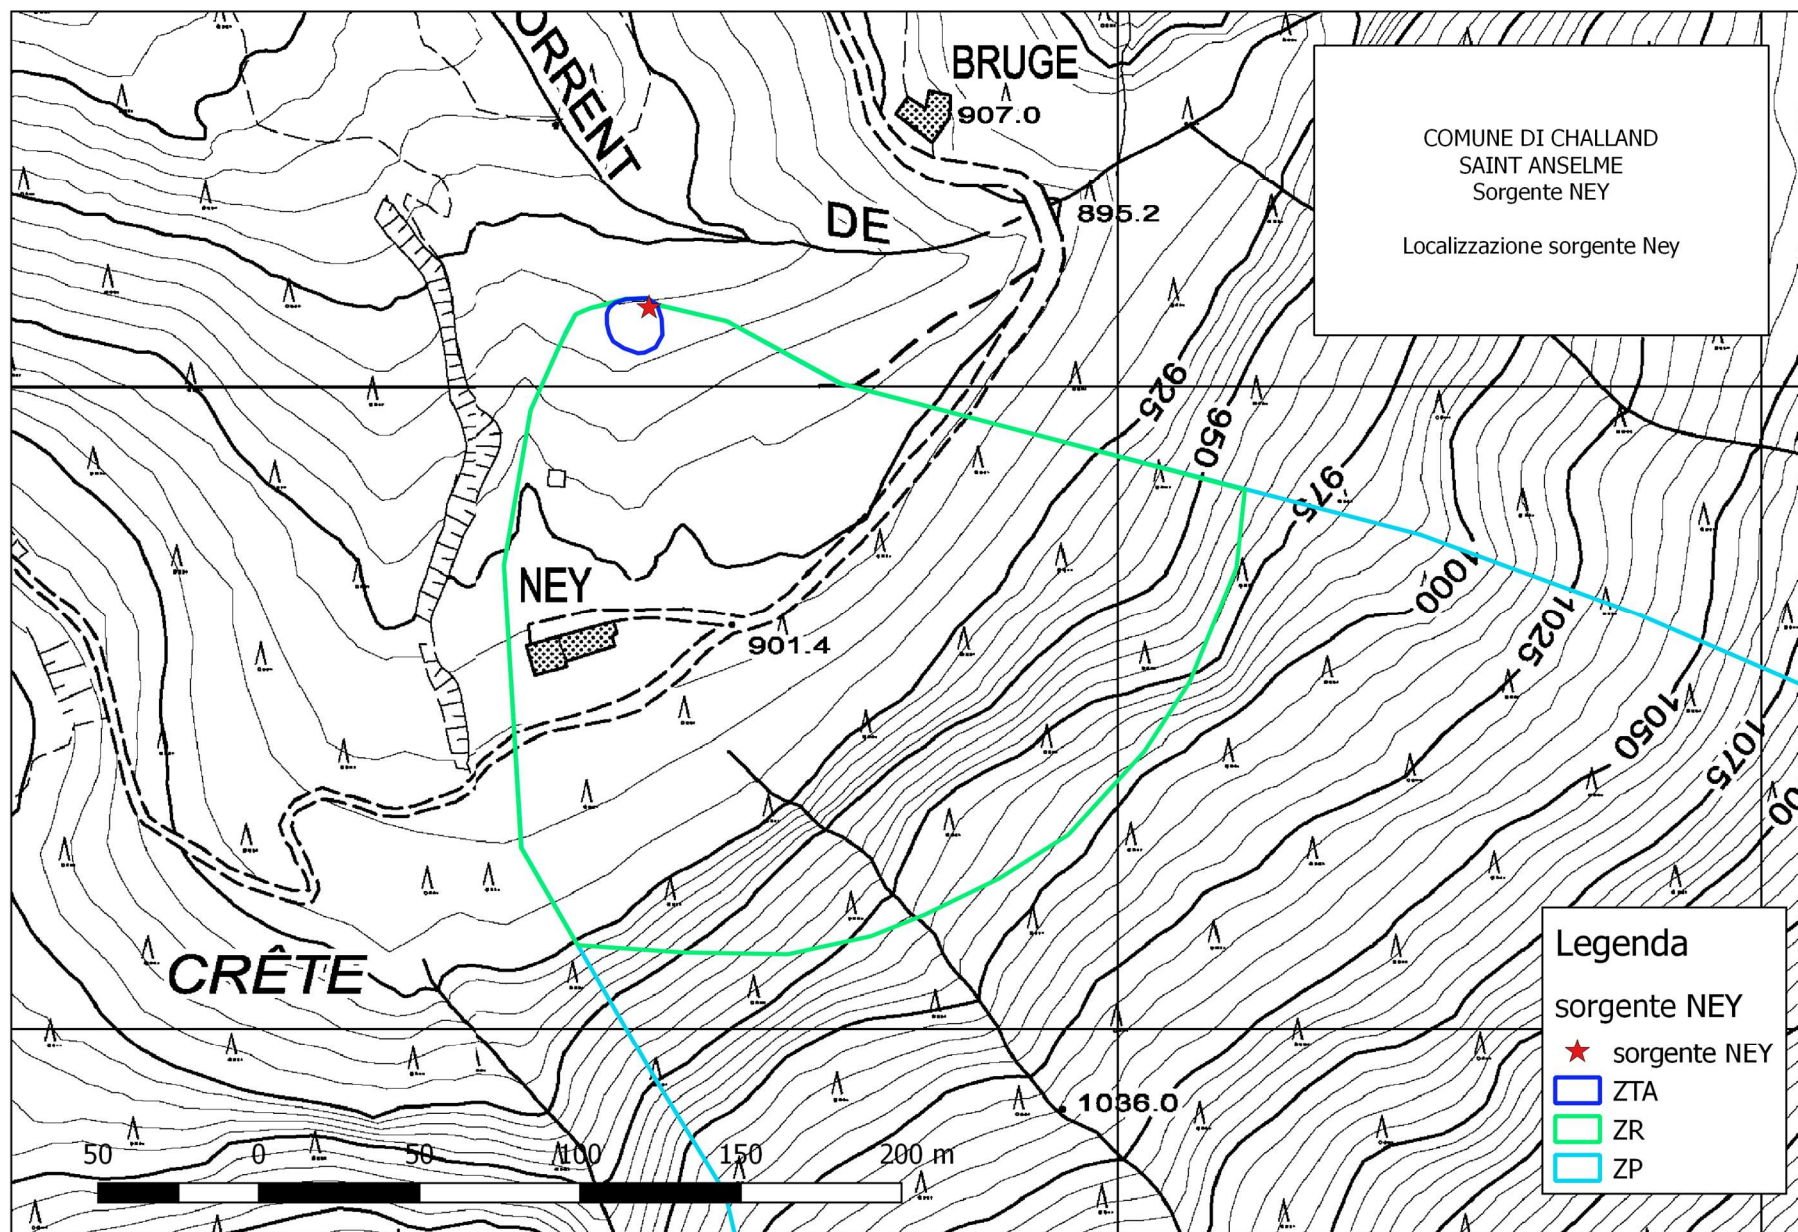 ORRENT
BRUGE
907.0
COMUNE DI CHALLAND
SAINT ANSELME
Sorgente NEY
Localizzazione sorgente Ney
DE
895.2
925
950
975
1000
1025
1050
1075
00
NEY
901.4
CRÊTE
1036.0
Legenda
sorgente NEY
sorgente NEY
ZTA
ZR
ZP
50 0 50 100 150 200 m